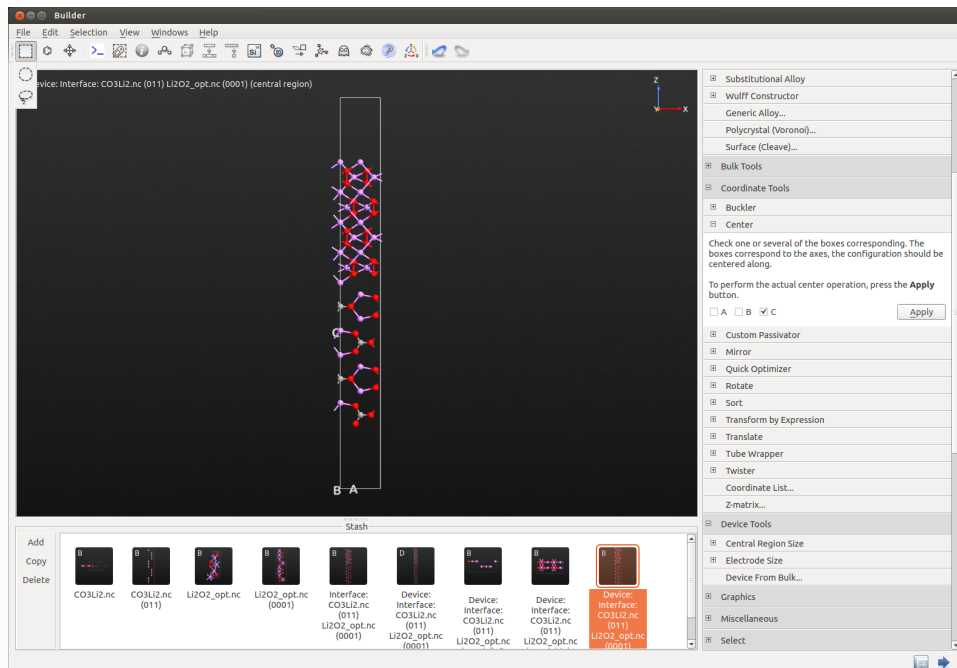 Builder
File Edit Selection View Windows Help
evice: Interface: CO3Li2.nc (011) Li2O2_opt.nc (0001) (central region)
Z
Y X
C
B A
Substitutional Alloy
Wulff Constructor
Generic Alloy...
Polycrystal (Voronoi)...
Surface (Cleave)...
Bulk Tools
Coordinate Tools
Buckler
Center
Check one or several of the boxes corresponding. The
boxes correspond to the axes, the configuration should be
centered along.
To perform the actual center operation, press the Apply
button.
A B C Apply
Custom Passivator
Mirror
Quick Optimizer
Rotate
Sort
Transform by Expression
Translate
Tube Wrapper
Twister
Coordinate List...
Z-matrix...
Device Tools
Central Region Size
Electrode Size
Device From Bulk...
Graphics
Miscellaneous
Select
Stash
Add
Copy
Delete
B
CO3Li2.nc
B
CO3Li2.nc
(011)
B
Li2O2_opt.nc
B
Li2O2_opt.nc
(0001)
B
Interface:
CO3Li2.nc
(011)
Li2O2_opt.nc
(0001)
D
Device:
Interface:
CO3Li2.nc
(011)
Li2O2_opt.nc
(0001)
B
Device:
Interface:
CO3Li2.nc
(011)
Li2O2_opt.nc
B
Device:
Interface:
CO3Li2.nc
(011)
Li2O2_opt.nc
B
Device:
Interface:
CO3Li2.nc
(011)
Li2O2_opt.nc
(0001)